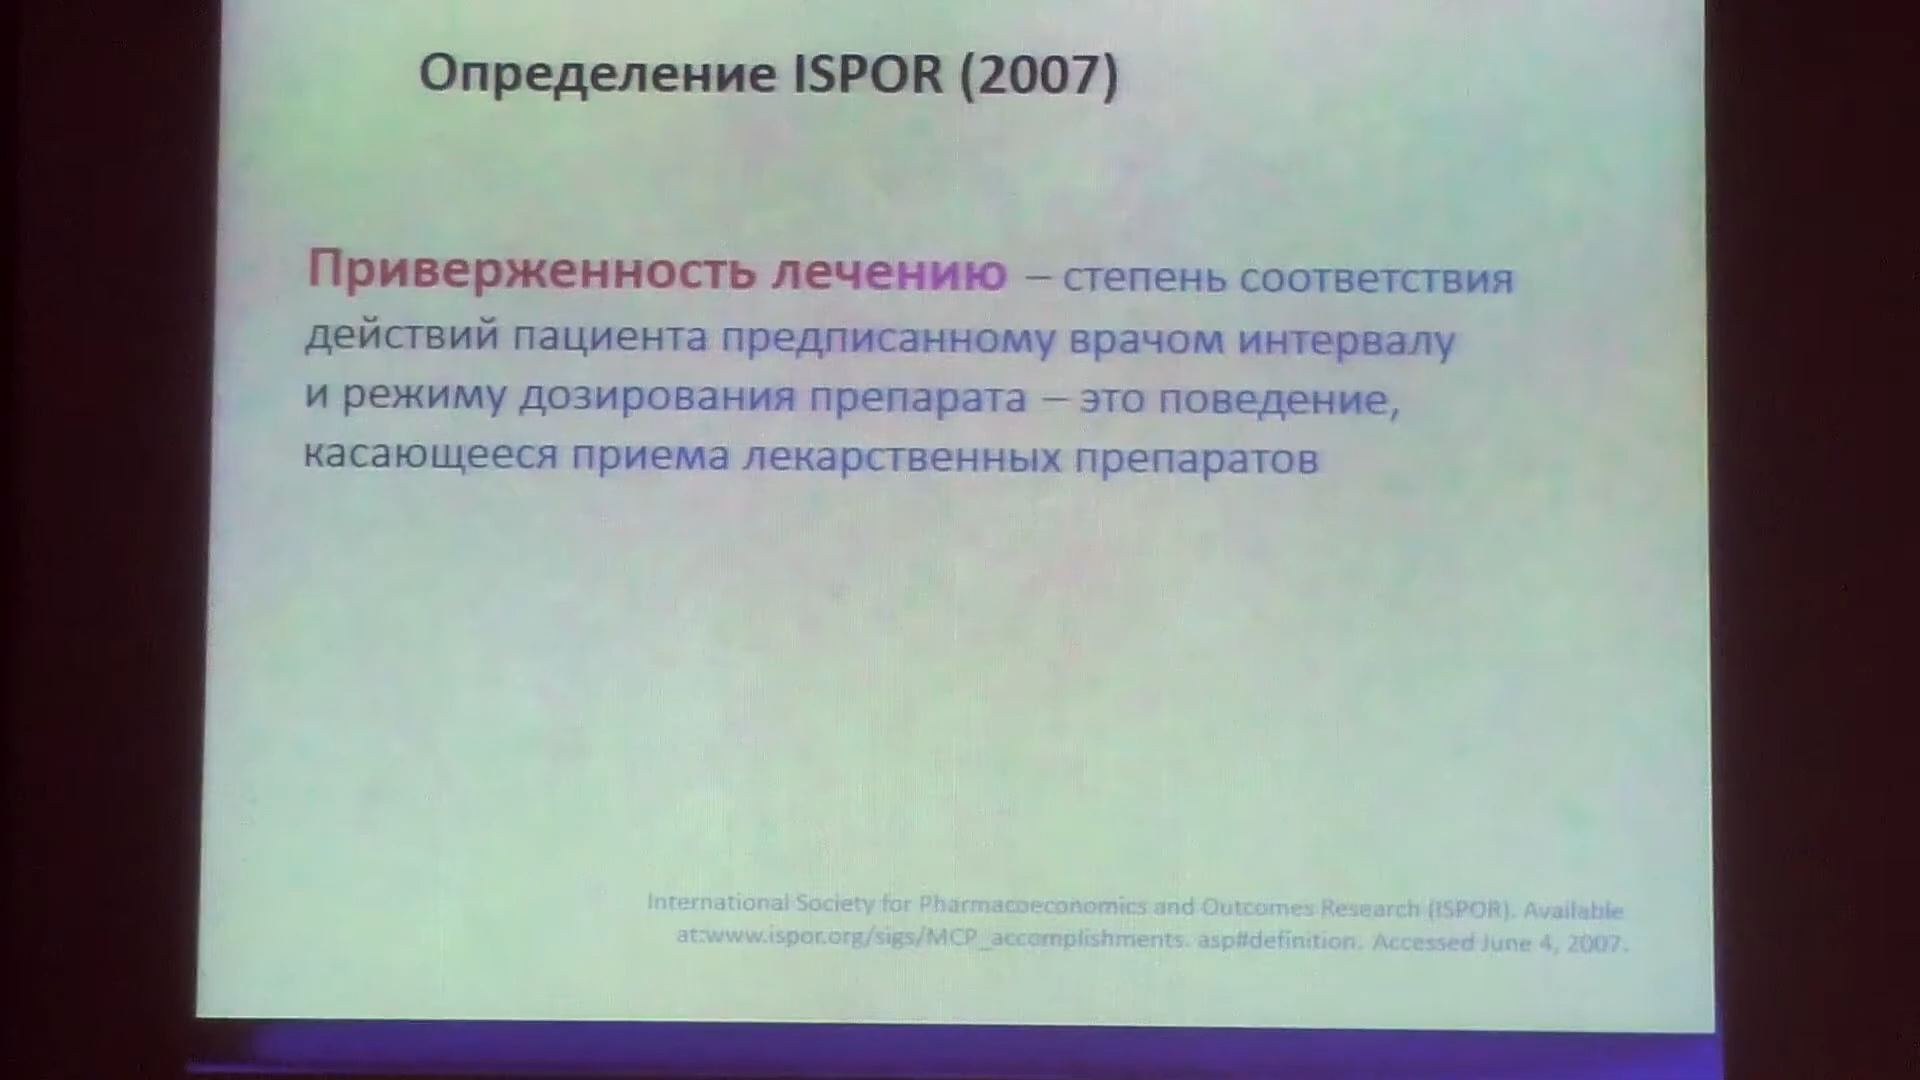 Определение ISPOR (2007)
Приверженность лечению – степень соответствия
действий пациента предписанному врачом интервалу
и режиму дозирования препарата – это поведение,
касающееся приема лекарственных препаратов
International Society for Pharmacoeconomics and Outcomes Research (ISPOR). Available
at:www.ispor.org/sigs/MCP_accomplishments. asp#definition. Accessed June 4, 2007.